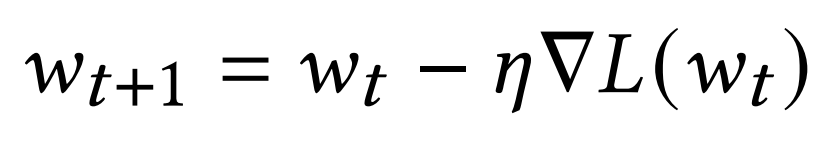 w_{t+1} = w_t − η∇L(w_t)